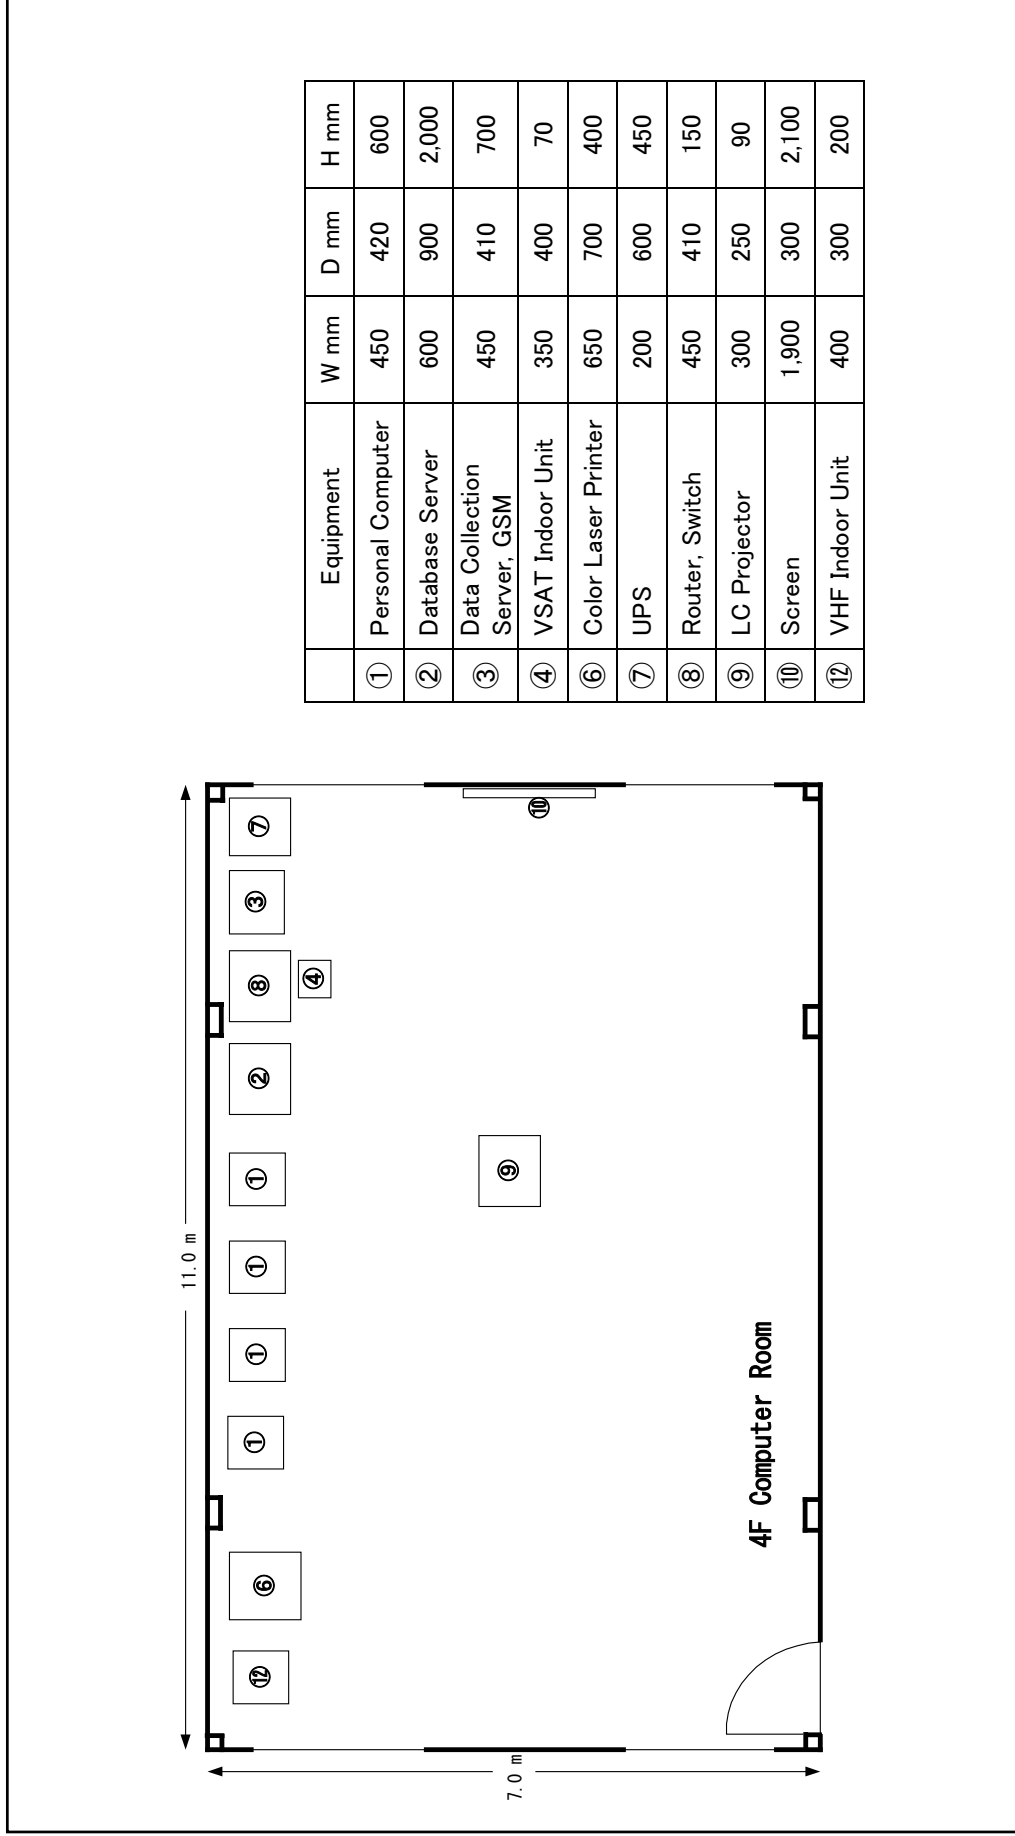 11.0 m
7.0 m
⑫
⑥
①
①
①
①
②
⑧
③
⑦
④
⑨
⑩
4F Computer Room
Equipment W mm D mm H mm
① Personal Computer 450 420 600
② Database Server 600 900 2,000
③ Data Collection
Server, GSM 450 410 700
④ VSAT Indoor Unit 350 400 70
⑥ Color Laser Printer 650 700 400
⑦ UPS 200 600 450
⑧ Router, Switch 450 410 150
⑨ LC Projector 300 250 90
⑩ Screen 1,900 300 2,100
⑫ VHF Indoor Unit 400 300 200